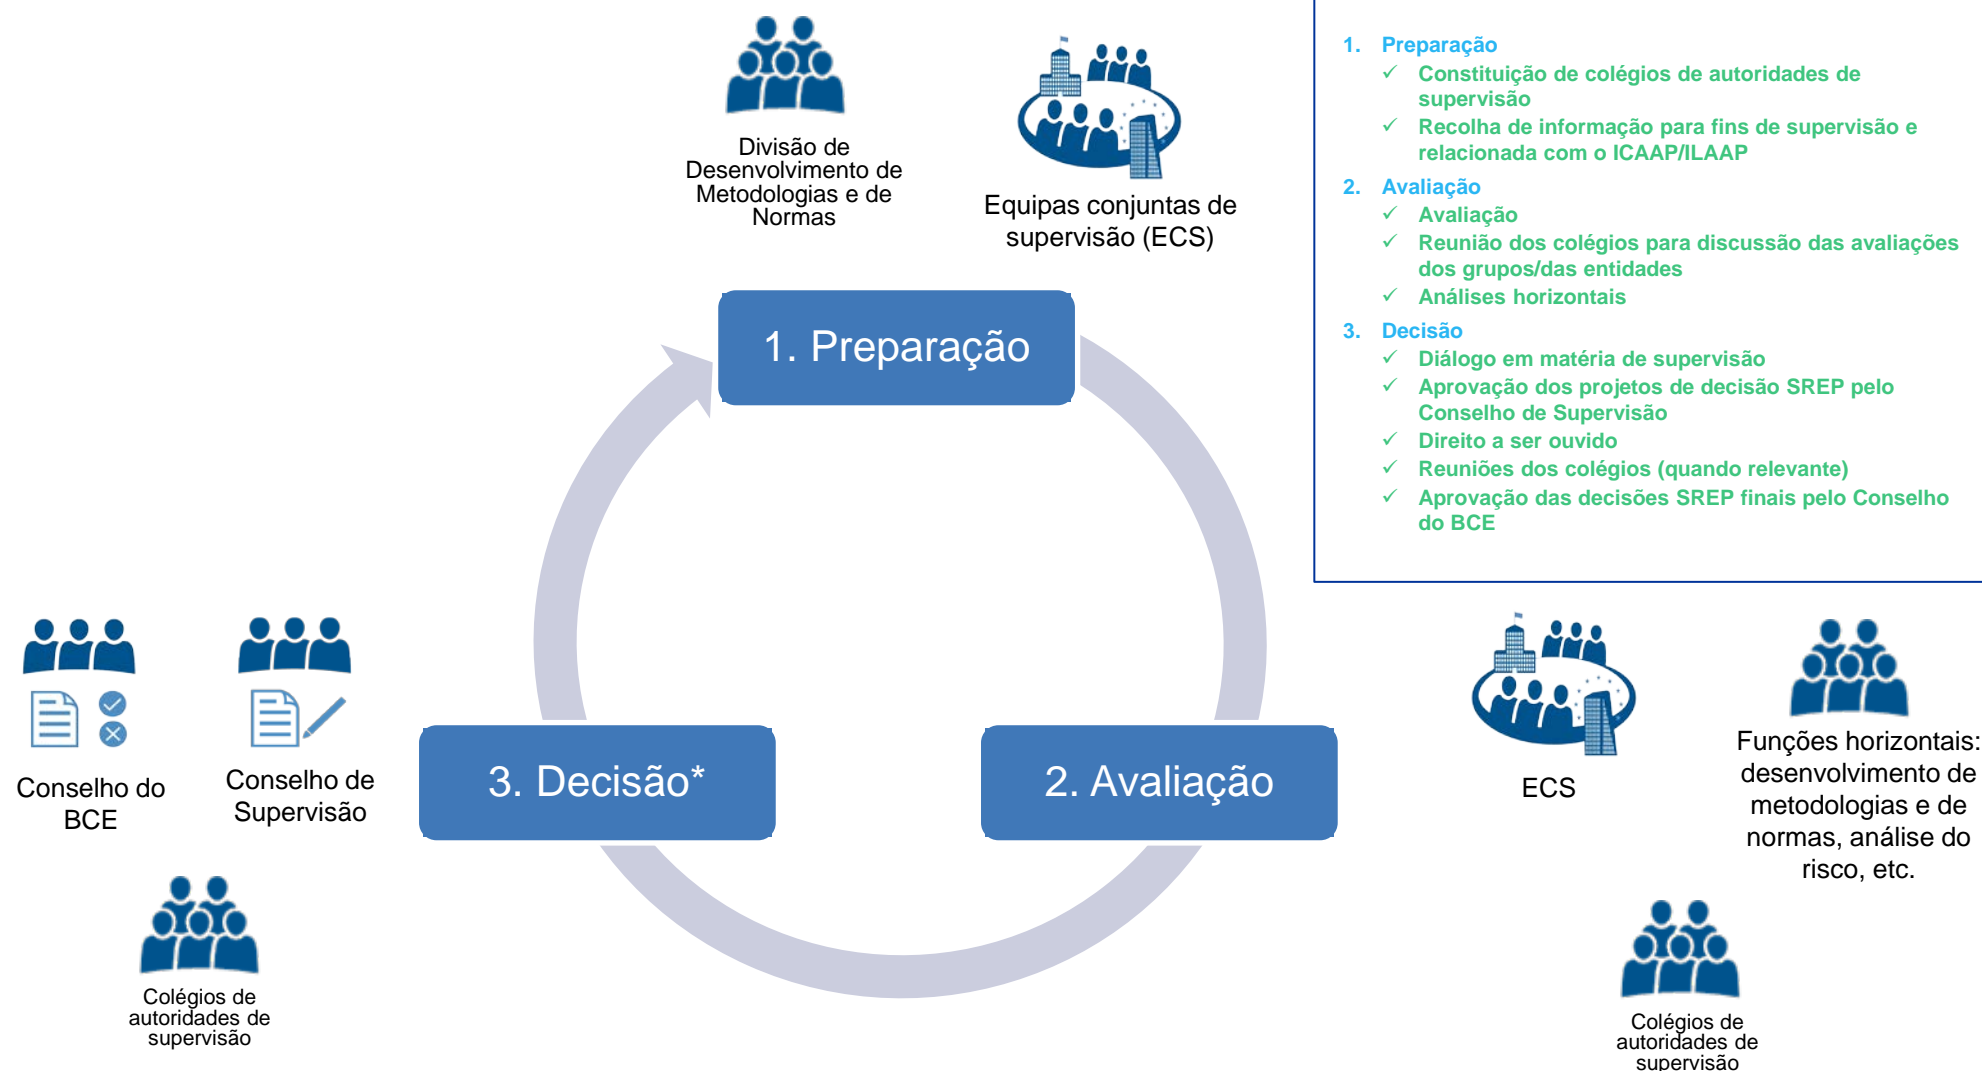 Divisão de
Desenvolvimento de
Metodologias e de
Normas
Equipas conjuntas de
supervisão (ECS)
1. Preparação
✓ Constituição de colégios de autoridades de
supervisão
✓ Recolha de informação para fins de supervisão e
relacionada com o ICAAP/ILAAP
2. Avaliação
✓ Avaliação
✓ Reunião dos colégios para discussão das avaliações
dos grupos/das entidades
✓ Análises horizontais
3. Decisão
✓ Diálogo em matéria de supervisão
✓ Aprovação dos projetos de decisão SREP pelo
Conselho de Supervisão
✓ Direito a ser ouvido
✓ Reuniões dos colégios (quando relevante)
✓ Aprovação das decisões SREP finais pelo Conselho
do BCE
1. Preparação
2. Avaliação
3. Decisão*
Conselho do
BCE
Conselho de
Supervisão
Colégios de
autoridades de
supervisão
ECS
Funções horizontais:
desenvolvimento de
metodologias e de
normas, análise do
risco, etc.
Colégios de
autoridades de
supervisão